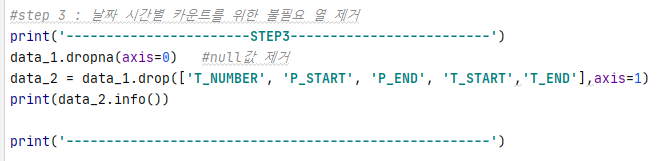 #step 3 : 날짜 시간별 카운트를 위한 불필요 열 제거
print('-----------------------STEP3-------------------------')
data_1.dropna(axis=0)   #null값 제거
data_2 = data_1.drop(['T_NUMBER', 'P_START', 'P_END', 'T_START','T_END'],axis=1)
print(data_2.info())
print('-----------------------------------------------------')